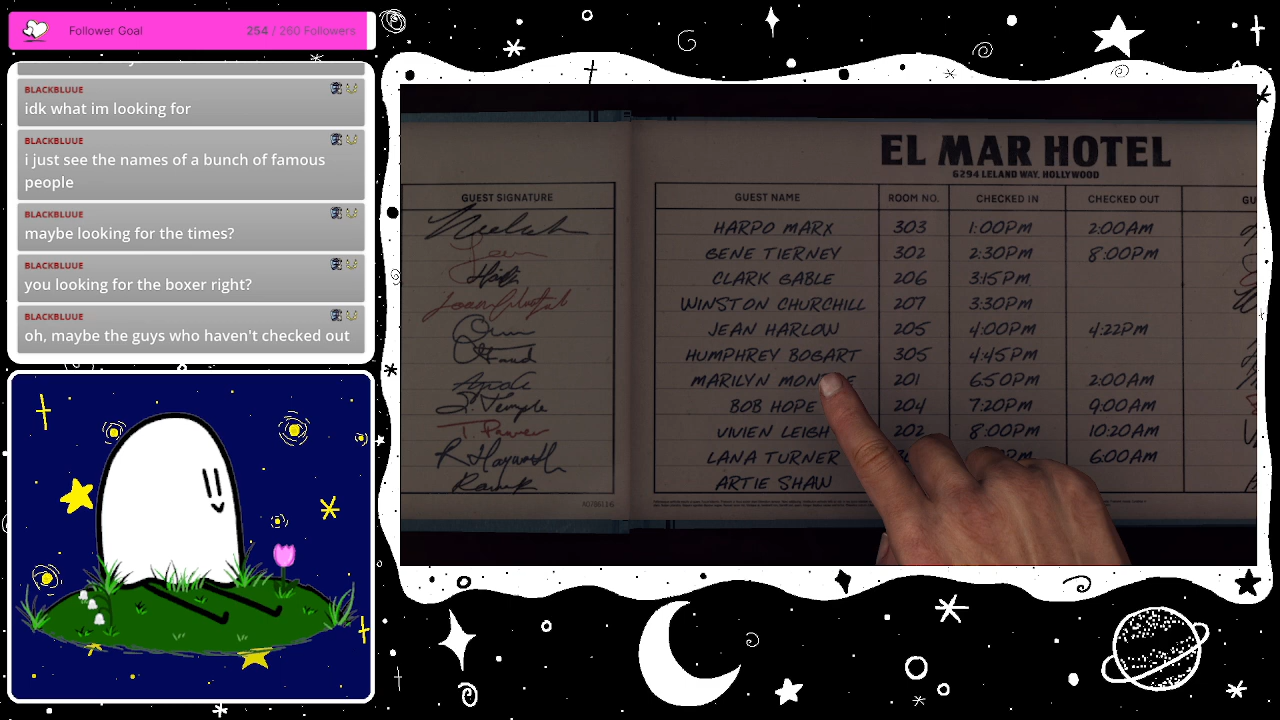 Follower Goal 254 / 260 Followers
BLACKBLUUE
idk what im looking for
BLACKBLUUE
i just see the names of a bunch of famous
people
BLACKBLUUE
maybe looking for the times?
BLACKBLUUE
you looking for the boxer right?
BLACKBLUUE
oh, maybe the guys who haven't checked out
EL MAR HOTEL
6294 LELAND WAY, HOLLYWOOD
GUEST SIGNATURE
GUEST NAME ROOM NO. CHECKED IN CHECKED OUT
HARPO MARX 303 1:00PM 2:00AM
GENE TIERNEY 302 2:30PM 8:00PM
CLARK GABLE 206 3:15PM
WINSTON CHURCHILL 207 3:30PM
JEAN HARLOW 205 4:00PM 4:22PM
HUMPHREY BOGART 305 4:45PM
MARILYN 201 6:50PM 2:00AM
BOB HOPE 204 7:20PM 9:00AM
VIVIEN LEIGH 202 8:00PM 10:20AM
LANA TURNER 6:00AM
ARTIE SHAW
T. Power
R Hayworth